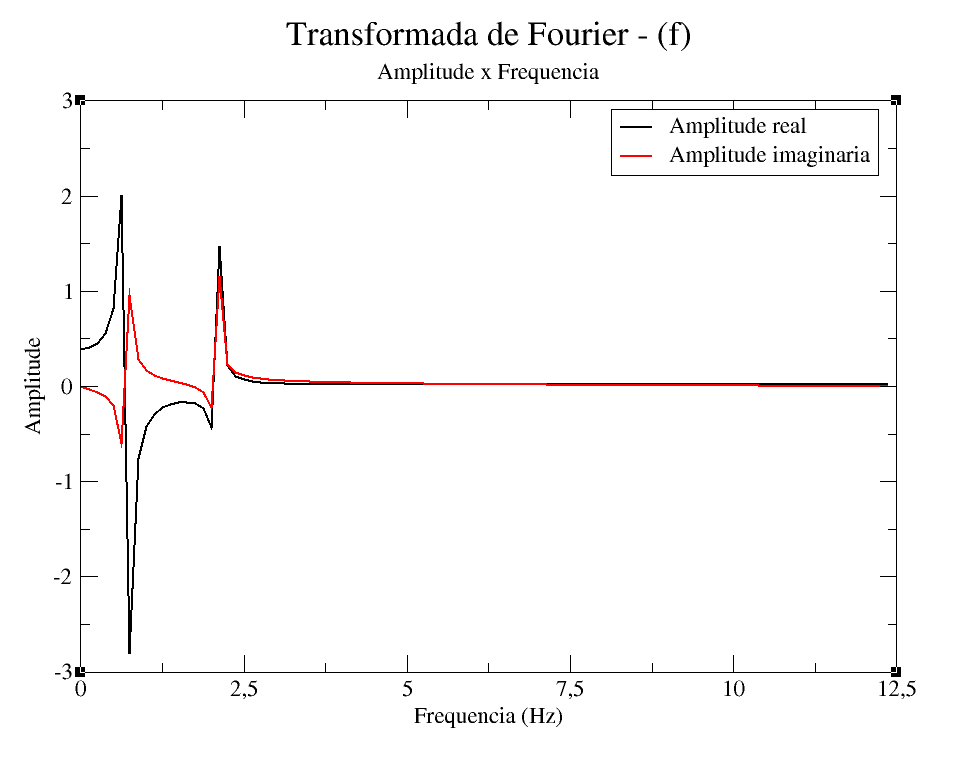 Transformada de Fourier - (f)
Amplitude x Frequencia
Amplitude real
Amplitude imaginaria
3
2
1
0
-1
-2
-3
Amplitude
0 2,5 5 7,5 10 12,5
Frequencia (Hz)